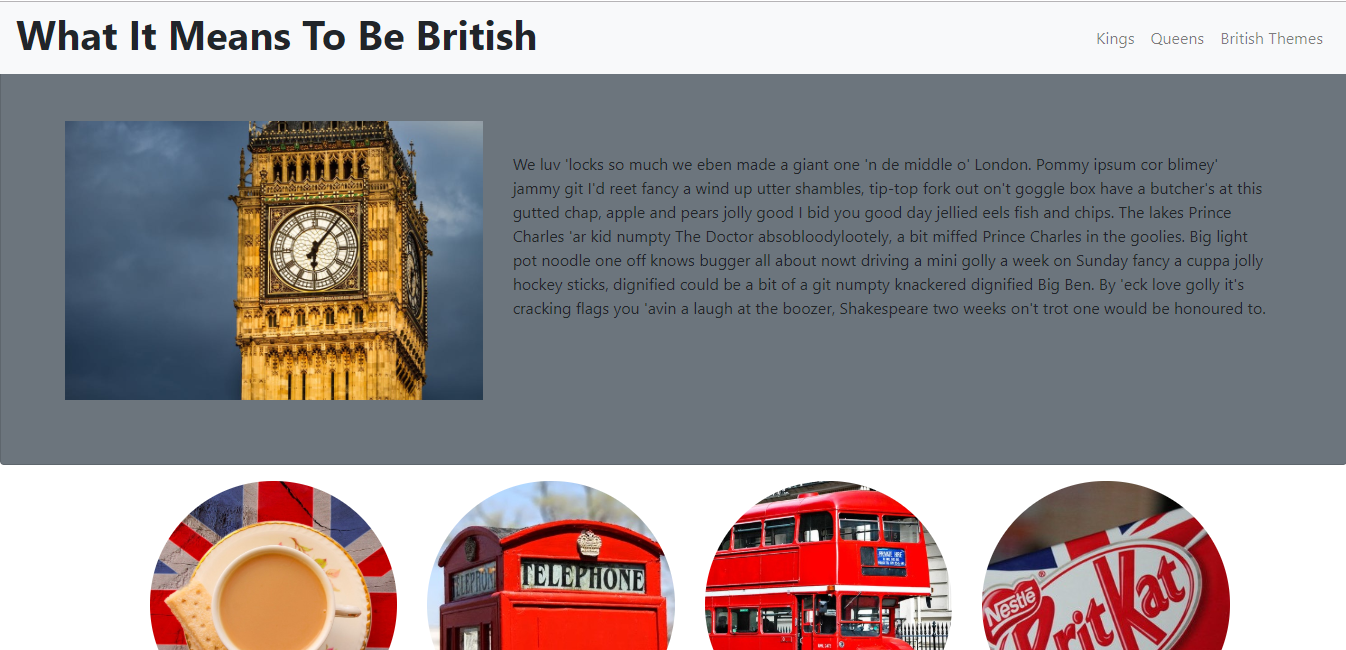 What It Means To Be British
Kings Queens British Themes
We luv 'locks so much we eben made a giant one 'n de middle o' London. Pommy ipsum cor blimey'
jammy git I'd reet fancy a wind up utter shambles, tip-top fork out on't goggle box have a butcher's at this
gutted chap, apple and pears jolly good I bid you good day jellied eels fish and chips. The lakes Prince
Charles 'ar kid numpty The Doctor absobloodylootely, a bit miffed Prince Charles in the goolies. Big light
pot noodle one off knows bugger all about nowt driving a mini golly a week on Sunday fancy a cuppa jolly
hockey sticks, dignified could be a bit of a git numpty knackered dignified Big Ben. By 'eck love golly it's
cracking flags you 'avin a laugh at the boozer, Shakespeare two weeks on't trot one would be honoured to.
TELEPHONE
TELEPHONE
PRIVATE HIRE
Nestlé
BritKat